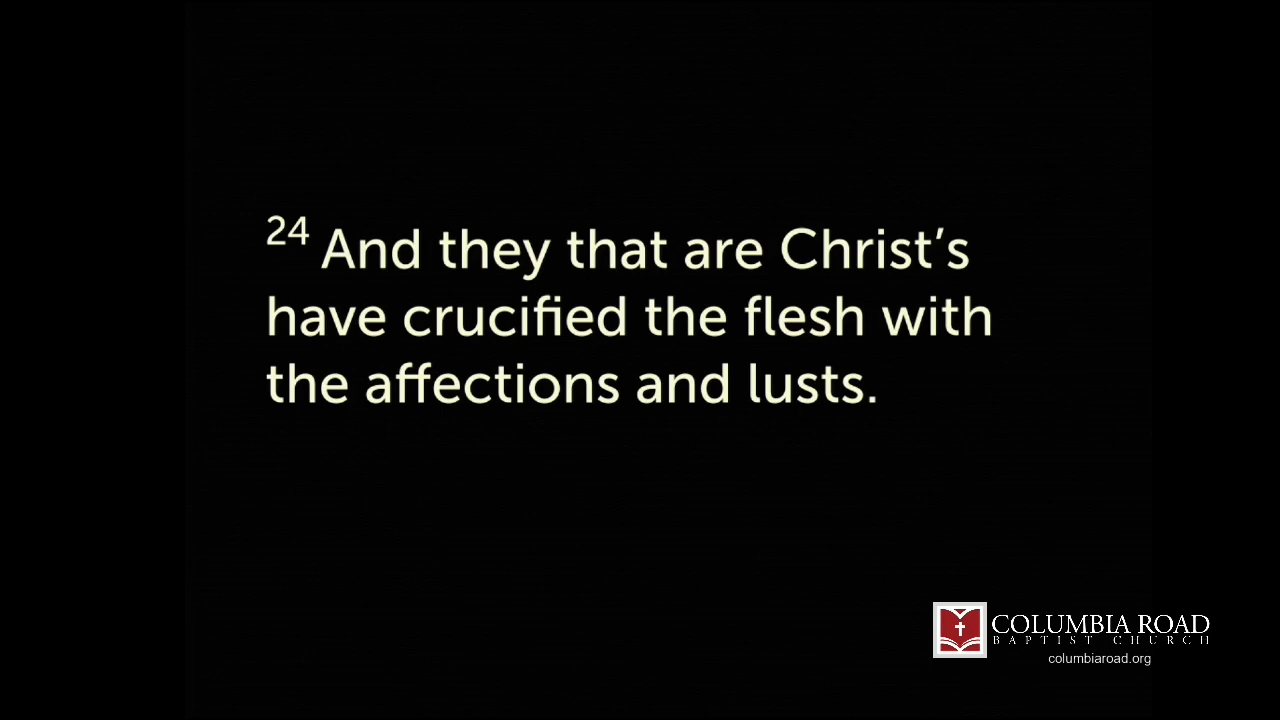 24 And they that are Christ’s
have crucified the flesh with
the affections and lusts.
COLUMBIA ROAD
BAPTIST CHURCH
columbiaroad.org